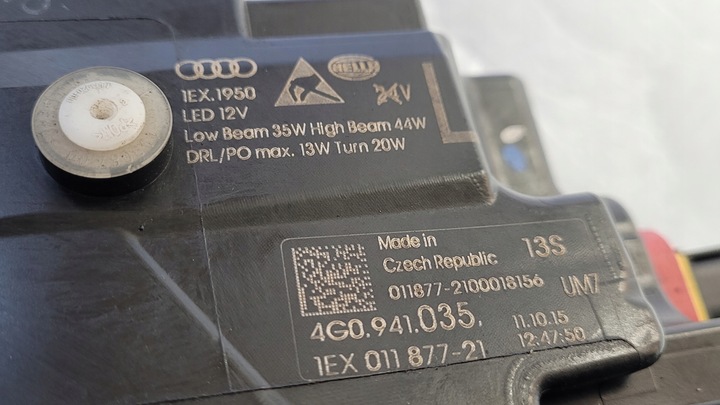 HELLA
1EX.1950
LED 12V
24V
Low Beam 35W High Beam 44W
DRL/PO max. 13W Turn 20W
L
Made in
Czech Republic
13S
011877-2100018156
UM7
4G0.941.035.
11.10.15
1EX 011 877-21
12:47:50